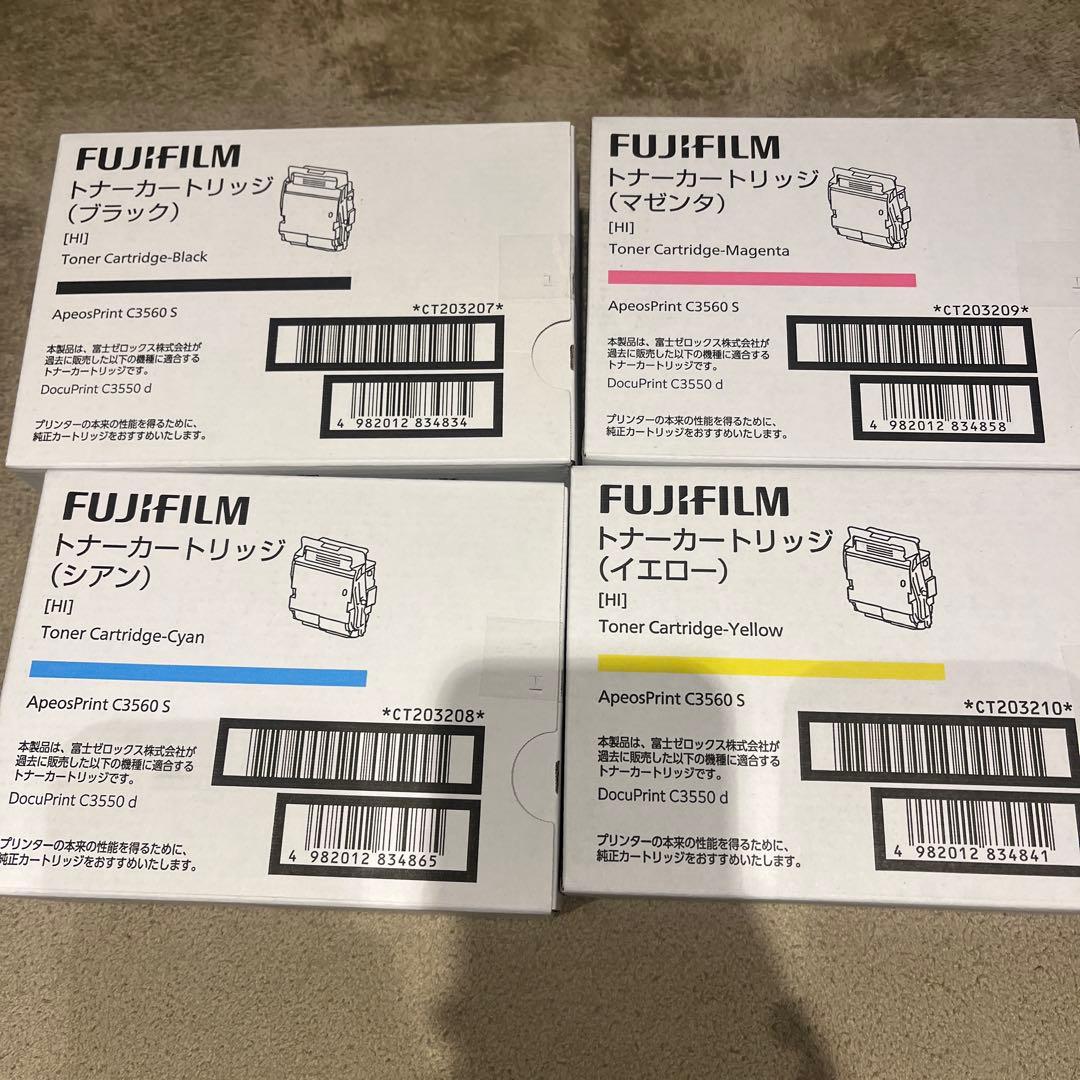 FUJIFILM
トナーカートリッジ
（ブラック）
[HI]
Toner Cartridge-Black
ApeosPrint C3560 S
*CT203207*
本製品は、富士ゼロックス株式会社が
過去に販売した以下の機種に適合する
トナーカートリッジです。
DocuPrint C3550 d
4 982012 834834
プリンターの本来の性能を得るために、
純正カートリッジをおすすめいたします。
FUJIFILM
トナーカートリッジ
（マゼンタ）
[HI]
Toner Cartridge-Magenta
ApeosPrint C3560 S
*CT203209*
本製品は、富士ゼロックス株式会社が
過去に販売した以下の機種に適合する
トナーカートリッジです。
DocuPrint C3550 d
4 982012 834858
プリンターの本来の性能を得るために、
純正カートリッジをおすすめいたします。
FUJIFILM
トナーカートリッジ
（シアン）
[HI]
Toner Cartridge-Cyan
ApeosPrint C3560 S
*CT203208*
本製品は、富士ゼロックス株式会社が
過去に販売した以下の機種に適合する
トナーカートリッジです。
DocuPrint C3550 d
4 982012 834865
プリンターの本来の性能を得るために、
純正カートリッジをおすすめいたします。
FUJIFILM
トナーカートリッジ
（イエロー）
[HI]
Toner Cartridge-Yellow
ApeosPrint C3560 S
*CT203210*
本製品は、富士ゼロックス株式会社が
過去に販売した以下の機種に適合する
トナーカートリッジです。
DocuPrint C3550 d
4 982012 834841
プリンターの本来の性能を得るために、
純正カートリッジをおすすめいたします。